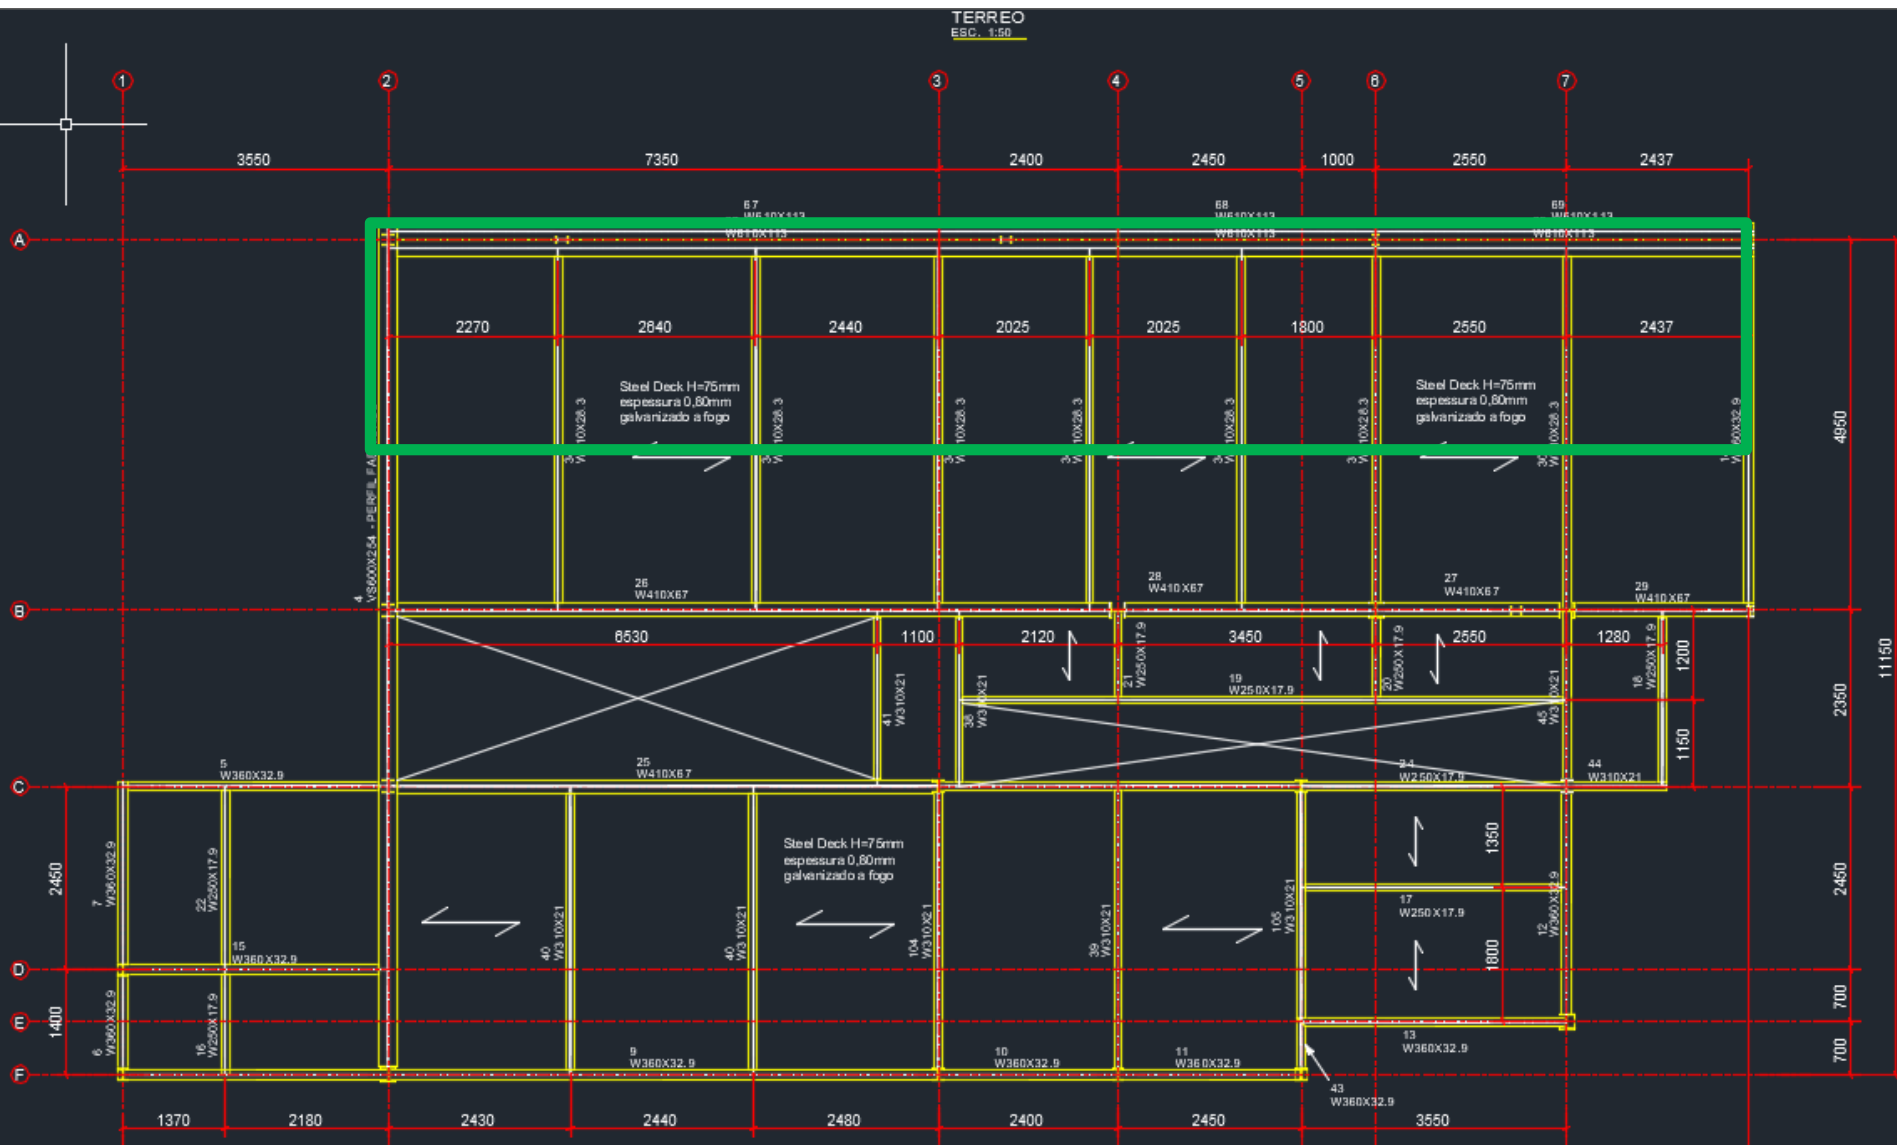 TERREO
ESC. 1:50
1
2
3
4
5
6
7
3550
7350
2400
2450
1000
2550
2437
67
W610X113
W610X113
68
W610X113
W610X113
69
W610X113
W610X113
A
2270
2640
2440
2025
2025
1800
2550
2437
Steel Deck H=75mm
espessura 0,80mm
galvanizado a fogo
Steel Deck H=75mm
espessura 0,80mm
galvanizado a fogo
4
VS600X254 - PERFIL
4950
26
W410X67
28
W410X67
27
W410X67
29
W410X67
B
6530
1100
2120
3450
2550
1280
1200
1150
2350
11150
41
W310X21
38
21
W250X17.9
19
W250X17.9
20
W250X17.9
45
18
W250X17.9
5
W360X32.9
25
W410X67
24
W250X17.9
44
W310X21
C
Steel Deck H=75mm
espessura 0,80mm
galvanizado a fogo
2450
7
W360X32.9
22
W250X17.9
15
W360X32.9
40
W310X21
40
W310X21
104
W310X21
39
W310X21
105
W310X21
1350
17
W250X17.9
12
W360X32.9
1800
2450
D
1400
6
W360X32.9
16
W250X17.9
700
E
13
W360X32.9
9
W360X32.9
10
W360X32.9
11
W360X32.9
700
F
43
W360X32.9
1370
2180
2430
2440
2480
2400
2450
3550